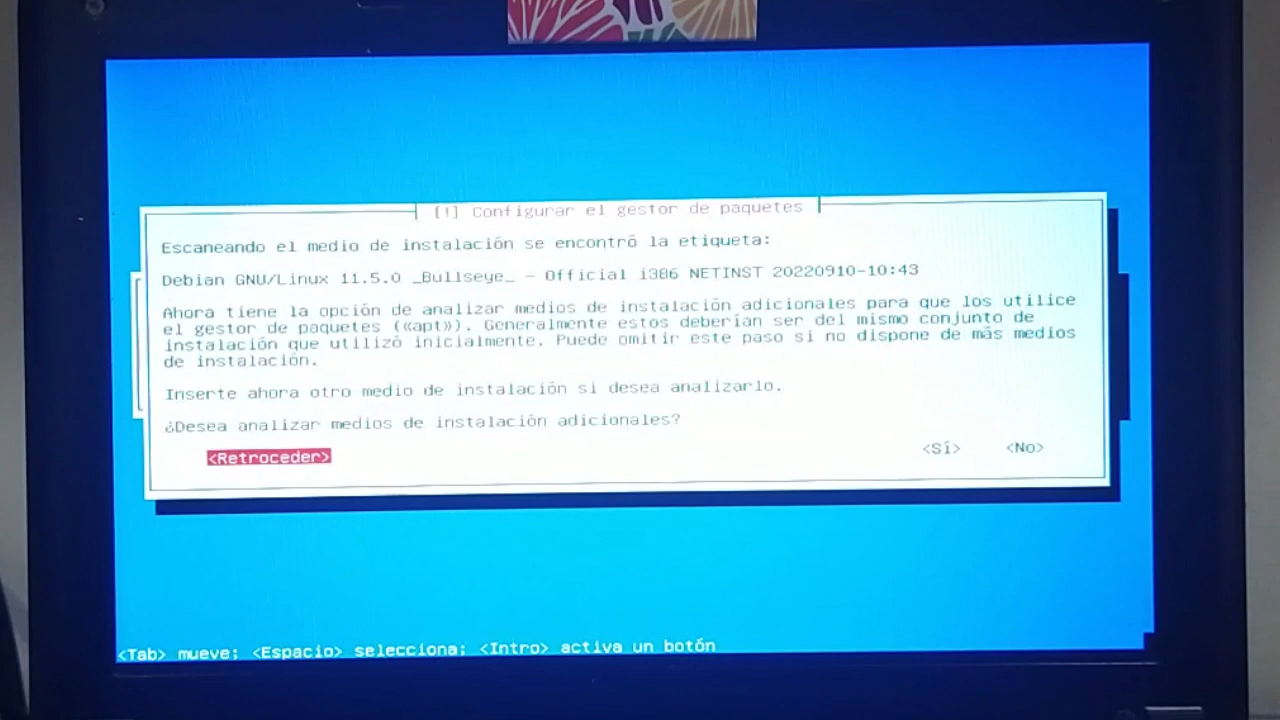 [!] Configurar el gestor de paquetes
Escaneando el medio de instalación se encontró la etiqueta:
Debian GNU/Linux 11.5.0 _Bullseye_ - Official i386 NETINST 20220910-10:43
Ahora tiene la opción de analizar medios de instalación adicionales para que los utilice
el gestor de paquetes («apt»). Generalmente estos deberían ser del mismo conjunto de
instalación que utilizó inicialmente. Puede omitir este paso si no dispone de más medios
de instalación.
Inserte ahora otro medio de instalación si desea analizarlo.
¿Desea analizar medios de instalación adicionales?
<Retroceder> <Sí> <No>
<Tab> mueve; <Espacio> selecciona; <Intro> activa un botón